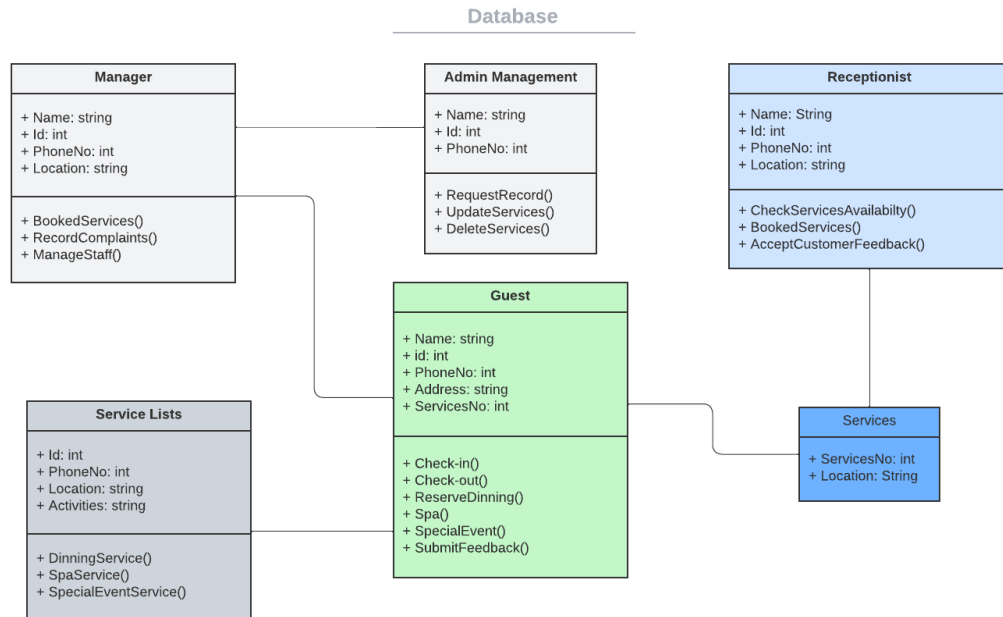 Database
Manager
+ Name: string
+ Id: int
+ PhoneNo: int
+ Location: string
+ BookedServices()
+ RecordComplaints()
+ ManageStaff()
Admin Management
+ Name: string
+ Id: int
+ PhoneNo: int
+ RequestRecord()
+ UpdateServices()
+ DeleteServices()
Receptionist
+ Name: String
+ Id: int
+ PhoneNo: int
+ Location: string
+ CheckServicesAvailabilty()
+ BookedServices()
+ AcceptCustomerFeedback()
Guest
+ Name: string
+ id: int
+ PhoneNo: int
+ Address: string
+ ServicesNo: int
+ Check-in()
+ Check-out()
+ ReserveDinning()
+ Spa()
+ SpecialEvent()
+ SubmitFeedback()
Service Lists
+ Id: int
+ PhoneNo: int
+ Location: string
+ Activities: string
+ DinningService()
+ SpaService()
+ SpecialEventService()
Services
+ ServicesNo: int
+ Location: String